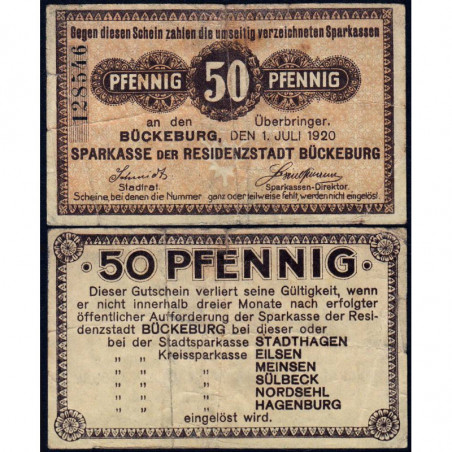 Gegen diesen Schein zahlen die umseitig verzeichneten Sparkassen
PFENNIG 50 PFENNIG
128546
an den Überbringer.
BÜCKEBURG, DEN 1. JULI 1920
SPARKASSE DER RESIDENZSTADT BÜCKEBURG
Schmidt
Stadtrat. Sparkassen-Direktor.
Scheine, bei denen die Nummer ganz oder teilweise fehlt, werden nicht eingelöst.
· 50 PFENNIG ·
Dieser Gutschein verliert seine Gültigkeit, wenn
er nicht innerhalb dreier Monate nach erfolgter
öffentlicher Aufforderung der Sparkasse der Resi-
denzstadt BÜCKEBURG bei dieser oder
bei der Stadtsparkasse STADTHAGEN
" " Kreissparkasse EILSEN
" " " MEINSEN
" " " SÜLBECK
" " " NORDSEHL
" " " HAGENBURG
eingelöst wird.